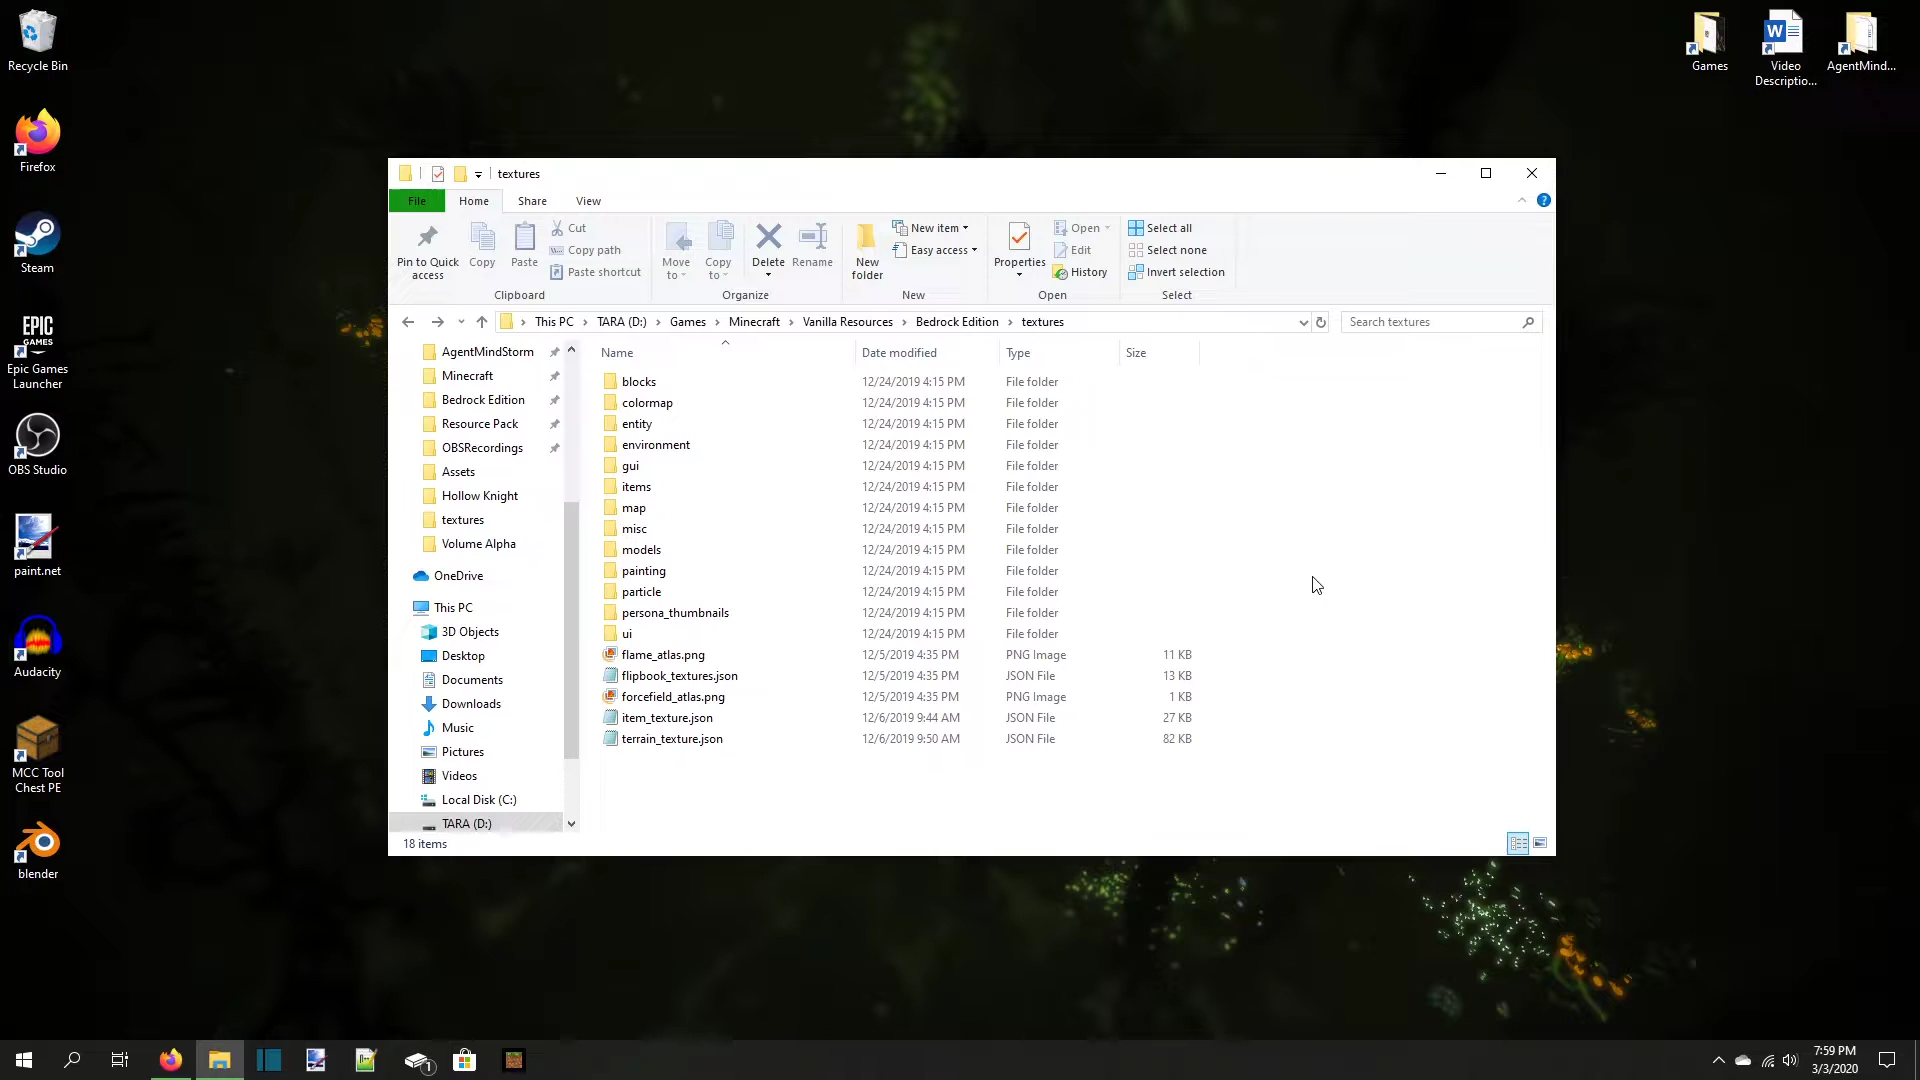 Recycle Bin
Firefox
Steam
EPIC
GAMES
Epic Games
Launcher
OBS Studio
paint.net
Audacity
MCC Tool
Chest PE
blender
Games
W
Video
Descriptio...
AgentMind...
textures
File
Home
Share
View
?
Pin to Quick
access
Copy
Paste
Cut
Copy path
Paste shortcut
Clipboard
Move
to
Copy
to
Delete
Rename
Organize
New
folder
New item
Easy access
New
Properties
Open
Edit
History
Open
Select all
Select none
Invert selection
Select
This PC > TARA (D:) > Games > Minecraft > Vanilla Resources > Bedrock Edition > textures
Search textures
AgentMindStorm
Minecraft
Bedrock Edition
Resource Pack
OBSRecordings
Assets
Hollow Knight
textures
Volume Alpha
OneDrive
This PC
3D Objects
Desktop
Documents
Downloads
Music
Pictures
Videos
Local Disk (C:)
TARA (D:)
Name Date modified Type Size
blocks 12/24/2019 4:15 PM File folder
colormap 12/24/2019 4:15 PM File folder
entity 12/24/2019 4:15 PM File folder
environment 12/24/2019 4:15 PM File folder
gui 12/24/2019 4:15 PM File folder
items 12/24/2019 4:15 PM File folder
map 12/24/2019 4:15 PM File folder
misc 12/24/2019 4:15 PM File folder
models 12/24/2019 4:15 PM File folder
painting 12/24/2019 4:15 PM File folder
particle 12/24/2019 4:15 PM File folder
persona_thumbnails 12/24/2019 4:15 PM File folder
ui 12/24/2019 4:15 PM File folder
flame_atlas.png 12/5/2019 4:35 PM PNG Image 11 KB
flipbook_textures.json 12/5/2019 4:35 PM JSON File 13 KB
forcefield_atlas.png 12/5/2019 4:35 PM PNG Image 1 KB
item_texture.json 12/6/2019 9:44 AM JSON File 27 KB
terrain_texture.json 12/6/2019 9:50 AM JSON File 82 KB
18 items
1
7:59 PM
3/3/2020